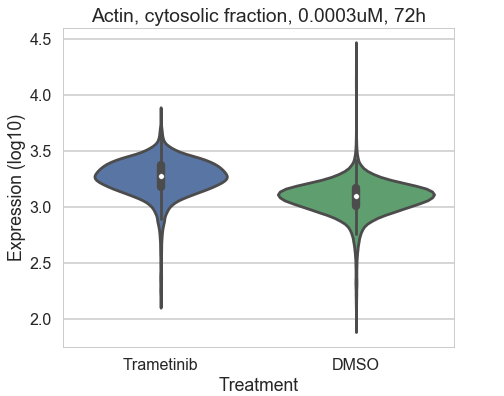 Actin, cytosolic fraction, 0.0003uM, 72h
4.5
4.0
3.5
3.0
2.5
2.0
Expression (log10)
Trametinib
DMSO
Treatment